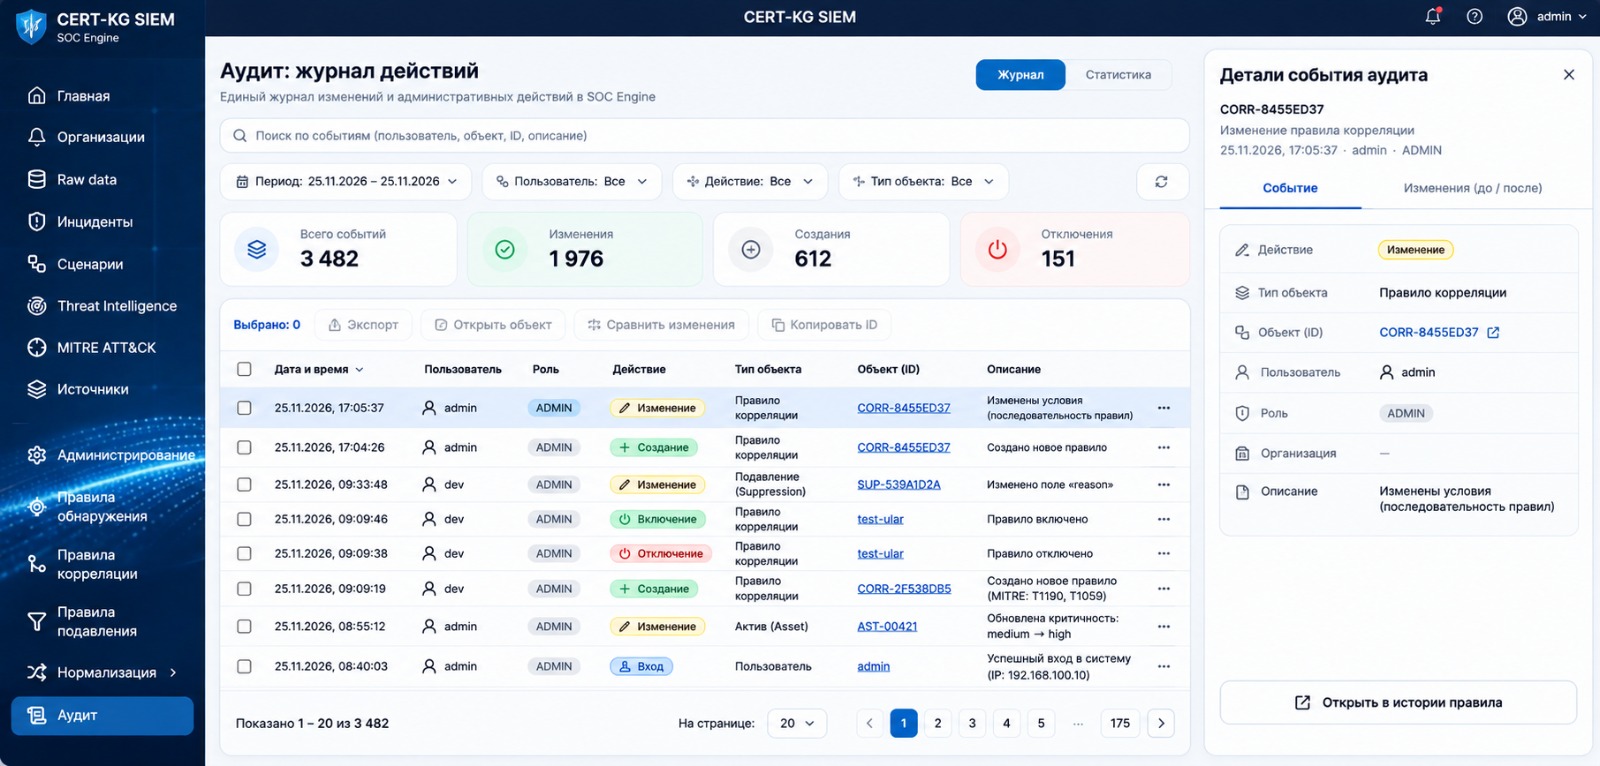 CERT-KG SIEM
SOC Engine
Главная
Организации
Raw data
Инциденты
Сценарии
Threat Intelligence
MITRE ATT&CK
Источники
Администрирование
Правила
обнаружения
Правила
корреляции
Правила
подавления
Нормализация
Аудит
CERT-KG SIEM
admin
Аудит: журнал действий
Единый журнал изменений и административных действий в SOC Engine
Журнал Статистика
Поиск по событиям (пользователь, объект, ID, описание)
Период: 25.11.2026 – 25.11.2026 Пользователь: Все Действие: Все Тип объекта: Все
Всего событий
3 482
Изменения
1 976
Создания
612
Отключения
151
Выбрано: 0 Экспорт Открыть объект Сравнить изменения Копировать ID
Дата и время Пользователь Роль Действие Тип объекта Объект (ID) Описание
25.11.2026, 17:05:37 admin ADMIN Изменение Правило корреляции CORR-8455ED37 Изменены условия (последовательность правил)
25.11.2026, 17:04:26 admin ADMIN Создание Правило корреляции CORR-8455ED37 Создано новое правило
25.11.2026, 09:33:48 dev ADMIN Изменение Подавление (Suppression) SUP-539A1D2A Изменено поле «reason»
25.11.2026, 09:09:46 dev ADMIN Включение Правило корреляции test-ular Правило включено
25.11.2026, 09:09:38 dev ADMIN Отключение Правило корреляции test-ular Правило отключено
25.11.2026, 09:09:19 dev ADMIN Создание Правило корреляции CORR-2F538DB5 Создано новое правило (MITRE: T1190, T1059)
25.11.2026, 08:55:12 admin ADMIN Изменение Актив (Asset) AST-00421 Обновлена критичность: medium → high
25.11.2026, 08:40:03 admin ADMIN Вход Пользователь admin Успешный вход в систему (IP: 192.168.100.10)
Показано 1 – 20 из 3 482 На странице: 20 1 2 3 4 5 ... 175
Детали события аудита
CORR-8455ED37
Изменение правила корреляции
25.11.2026, 17:05:37 · admin · ADMIN
Событие Изменения (до / после)
Действие Изменение
Тип объекта Правило корреляции
Объект (ID) CORR-8455ED37
Пользователь admin
Роль ADMIN
Организация —
Описание Изменены условия
(последовательность правил)
Открыть в истории правила